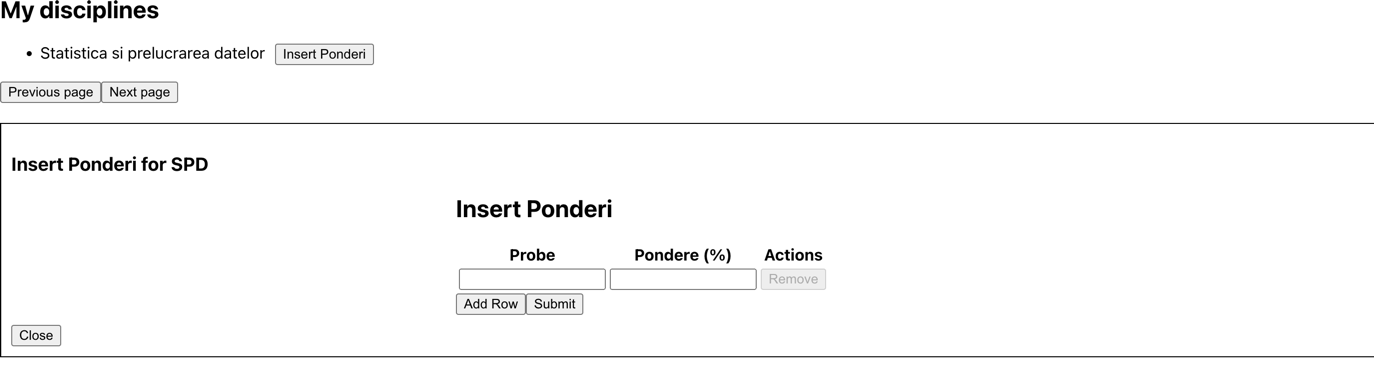 My disciplines
• Statistica si prelucrarea datelor Insert Ponderi
Previous page Next page
Insert Ponderi for SPD
Insert Ponderi
Probe Pondere (%) Actions
Remove
Add Row Submit
Close